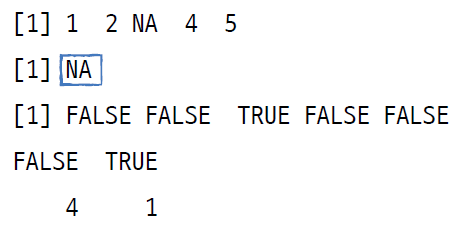 [1] 1 2 NA 4 5
[1] NA
[1] FALSE FALSE TRUE FALSE FALSE
FALSE TRUE
4 1